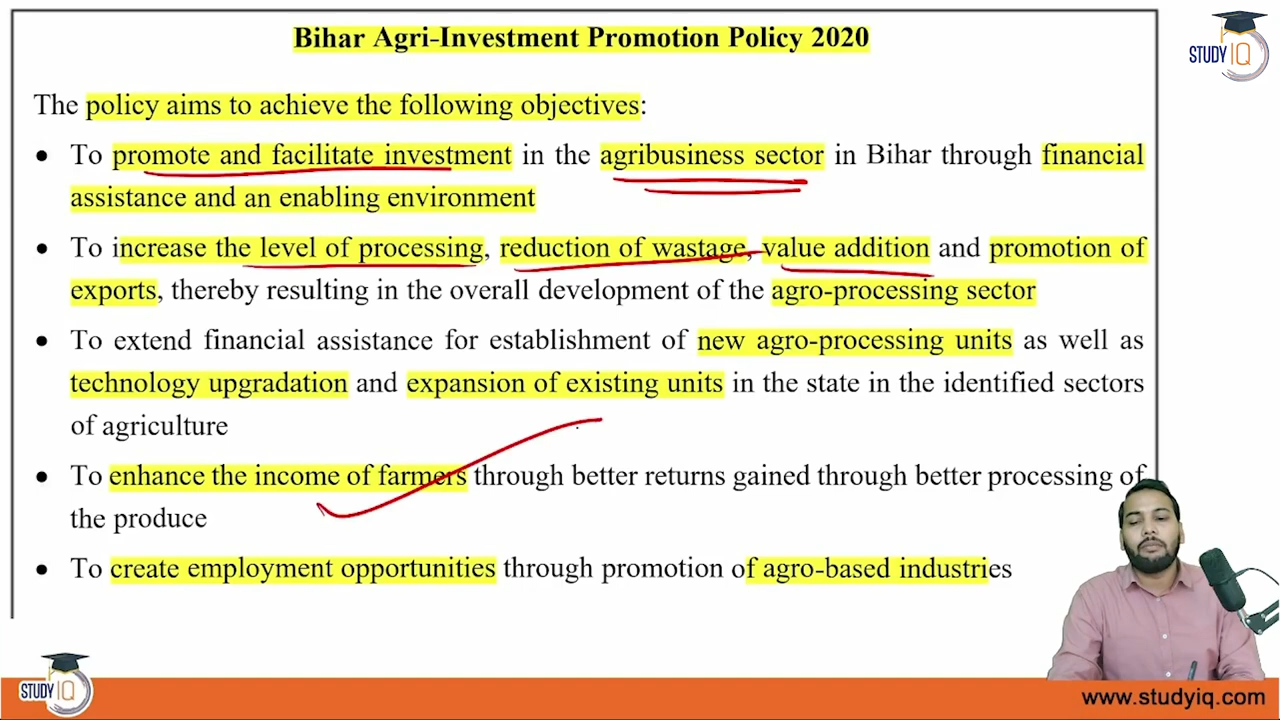 Bihar Agri-Investment Promotion Policy 2020
STUDY IQ
The policy aims to achieve the following objectives:
• To promote and facilitate investment in the agribusiness sector in Bihar through financial
assistance and an enabling environment
• To increase the level of processing, reduction of wastage, value addition and promotion of
exports, thereby resulting in the overall development of the agro-processing sector
• To extend financial assistance for establishment of new agro-processing units as well as
technology upgradation and expansion of existing units in the state in the identified sectors
of agriculture
• To enhance the income of farmers through better returns gained through better processing of
the produce
• To create employment opportunities through promotion of agro-based industries
STUDY IQ
www.studyiq.com